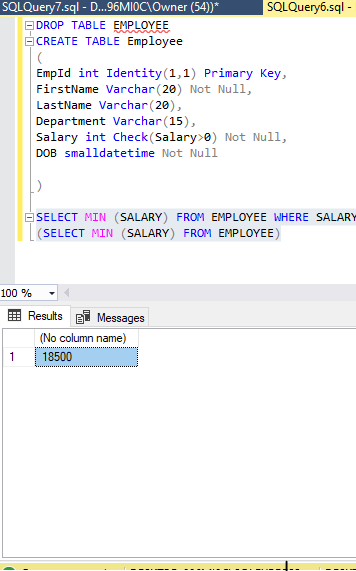 SQLQuery7.sql - D...96MI0C\Owner (54))*
SQLQuery6.sql -
DROP TABLE EMPLOYEE
CREATE TABLE Employee
(
EmpId int Identity(1,1) Primary Key,
FirstName Varchar(20) Not Null,
LastName Varchar(20),
Department Varchar(15),
Salary int Check(Salary>0) Not Null,
DOB smalldatetime Not Null
)
SELECT MIN (SALARY) FROM EMPLOYEE WHERE SALARY
(SELECT MIN (SALARY) FROM EMPLOYEE)
100 %
Results Messages
(No column name)
1 18500